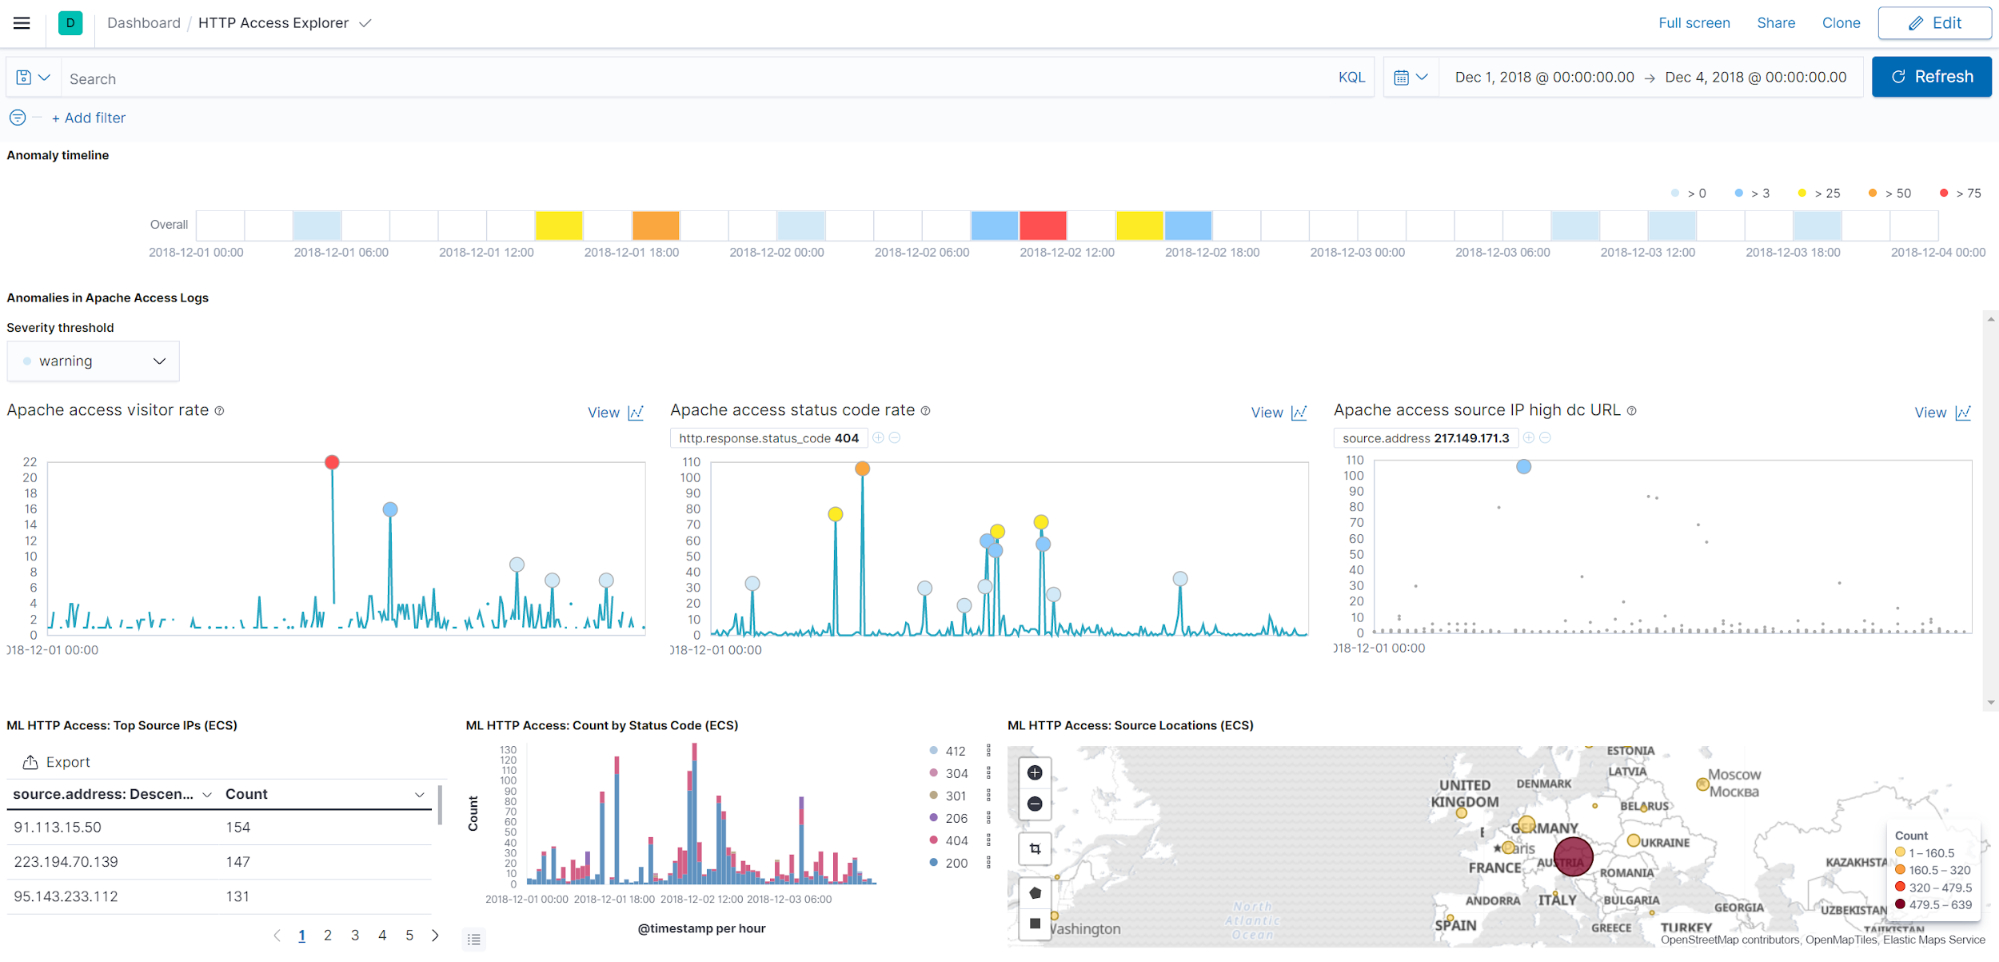 D Dashboard / HTTP Access Explorer Full screen Share Clone Edit
Search KQL Dec 1, 2018 @ 00:00:00.00 → Dec 4, 2018 @ 00:00:00.00 Refresh
+ Add filter
Anomaly timeline
> 0 > 3 > 25 > 50 > 75
Overall
2018-12-01 00:00 2018-12-01 06:00 2018-12-01 12:00 2018-12-01 18:00 2018-12-02 00:00 2018-12-02 06:00 2018-12-02 12:00 2018-12-02 18:00 2018-12-03 00:00 2018-12-03 06:00 2018-12-03 12:00 2018-12-03 18:00 2018-12-04 00:00
Anomalies in Apache Access Logs
Severity threshold
warning
Apache access visitor rate View
22
20
18
16
14
12
10
8
6
4
2
0
018-12-01 00:00
Apache access status code rate View
http.response.status_code 404
110
100
90
80
70
60
50
40
30
20
10
0
018-12-01 00:00
Apache access source IP high dc URL View
source.address 217.149.171.3
110
100
90
80
70
60
50
40
30
20
10
0
018-12-01 00:00
ML HTTP Access: Top Source IPs (ECS)
Export
source.address: Descen... Count
91.113.15.50 154
223.194.70.139 147
95.143.233.112 131
1 2 3 4 5
ML HTTP Access: Count by Status Code (ECS)
Count
130
120
110
100
90
80
70
60
50
40
30
20
10
0
2018-12-01 00:00 2018-12-01 18:00 2018-12-02 12:00 2018-12-03 06:00
@timestamp per hour
412
304
301
206
404
200
ML HTTP Access: Source Locations (ECS)
ESTONIA
LATVIA
Moscow
Москва
UNITED
KINGDOM
DENMARK
BELARUS
GERMANY
UKRAINE
Paris
FRANCE
AUSTRIA
ROMANIA
KAZAKHSTA
ANDORRA
ITALY
BULGARIA
GEORGIA
UZBEKISTAN
SPAIN
GREECE
TURKEY
TAJIKISTAN
North
Atlantic
Ocean
Washington
Count
1 – 160.5
160.5 – 320
320 – 479.5
479.5 – 639
OpenStreetMap contributors, OpenMapTiles, Elastic Maps Service